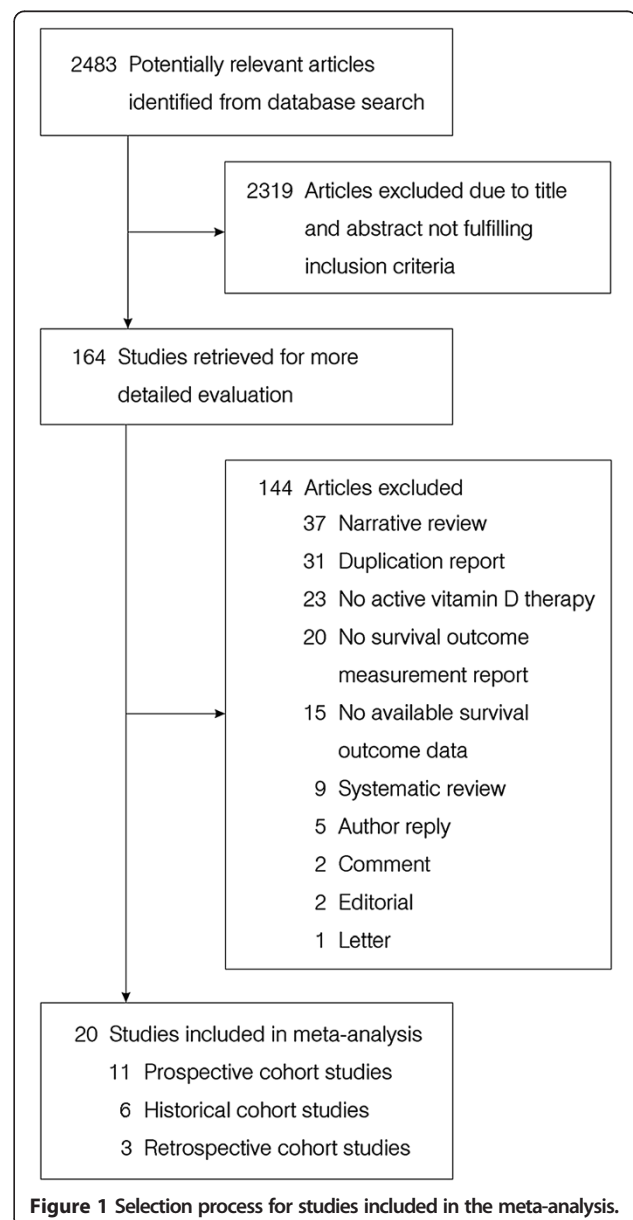 2483 Potentially relevant articles
identified from database search
2319 Articles excluded due to title
and abstract not fulfilling
inclusion criteria
164 Studies retrieved for more
detailed evaluation
144 Articles excluded
37 Narrative review
31 Duplication report
23 No active vitamin D therapy
20 No survival outcome
measurement report
15 No available survival
outcome data
9 Systematic review
5 Author reply
2 Comment
2 Editorial
1 Letter
20 Studies included in meta-analysis
11 Prospective cohort studies
6 Historical cohort studies
3 Retrospective cohort studies
Figure 1 Selection process for studies included in the meta-analysis.